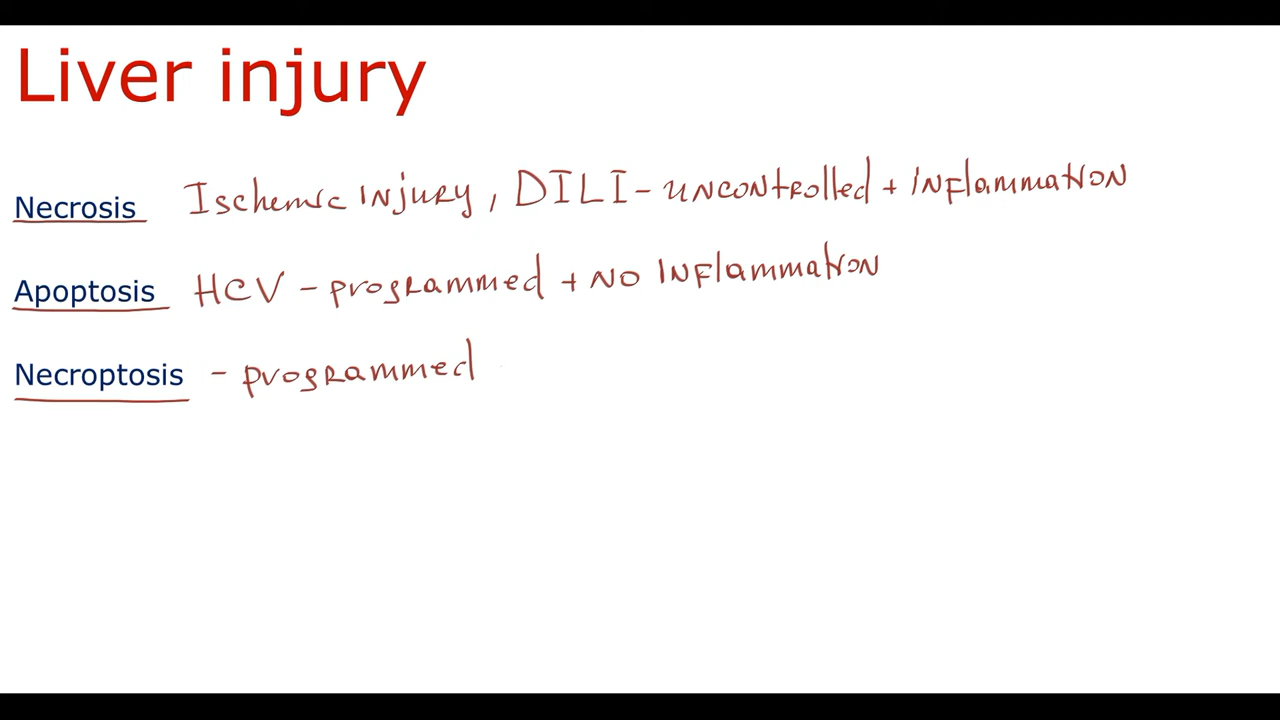 Liver injury
Necrosis Ischemic injury, DILI - uncontrolled + inflammation
Apoptosis HCV - programmed + No inflammation
Necroptosis - programmed